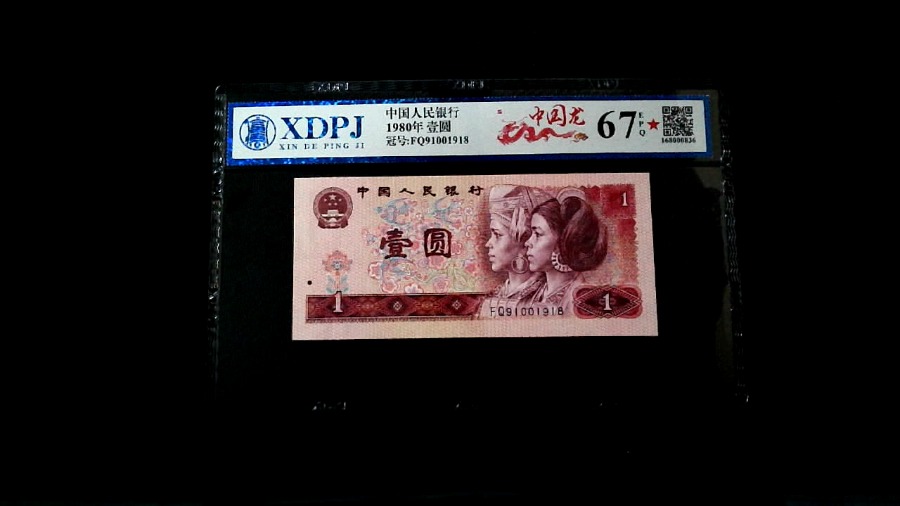 XDPJ
XIN DE PING JI
中国人民银行
1980年 壹圆
冠号:FQ91001918
中国龙
67
EPQ
168000836
中国人民银行
1
壹圆
1
FQ91001918
1